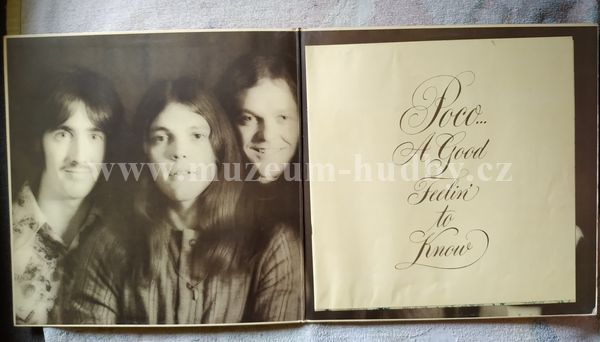 Poco...
A Good
Feelin'
to
Know
www.muzeum-hudby.cz